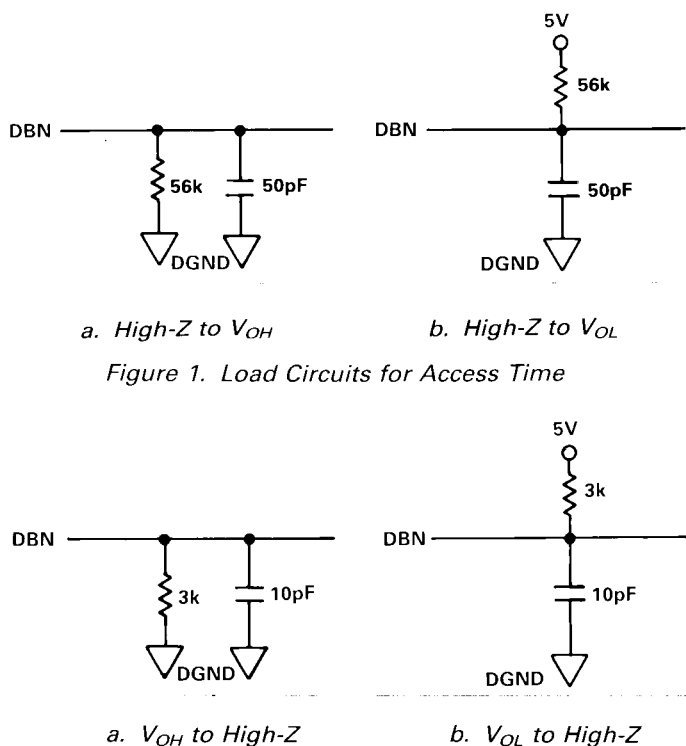 5V
56k
DBN
DBN
56k
50pF
50pF
DGND
DGND
a. High-Z to VOH
b. High-Z to VOL
Figure 1. Load Circuits for Access Time
5V
3k
DBN
DBN
3k
10pF
10pF
DGND
DGND
a. VOH to High-Z
b. VOL to High-Z